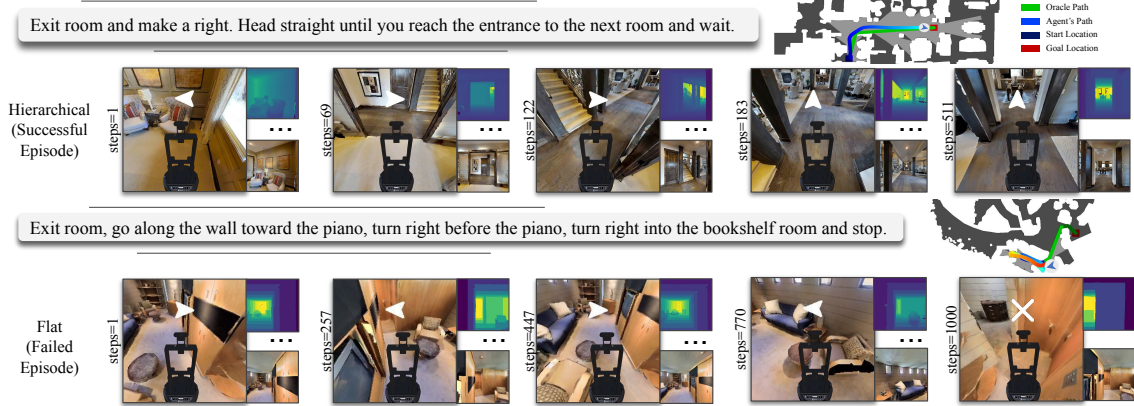 Exit room and make a right. Head straight until you reach the entrance to the next room and wait.
Oracle Path
Agent's Path
Start Location
Goal Location
Hierarchical
(Successful
Episode)
steps=1
steps=69
steps=122
steps=183
steps=511
...
...
...
...
...
Exit room, go along the wall toward the piano, turn right before the piano, turn right into the bookshelf room and stop.
Flat
(Failed
Episode)
steps=1
steps=257
steps=447
steps=770
steps=1000
...
...
...
...
...